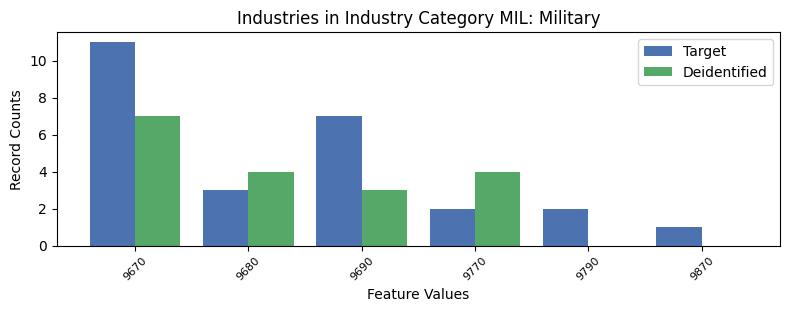 Industries in Industry Category MIL: Military
Target
Deidentified
Record Counts
10
8
6
4
2
0
9670
9680
9690
9770
9790
9870
Feature Values